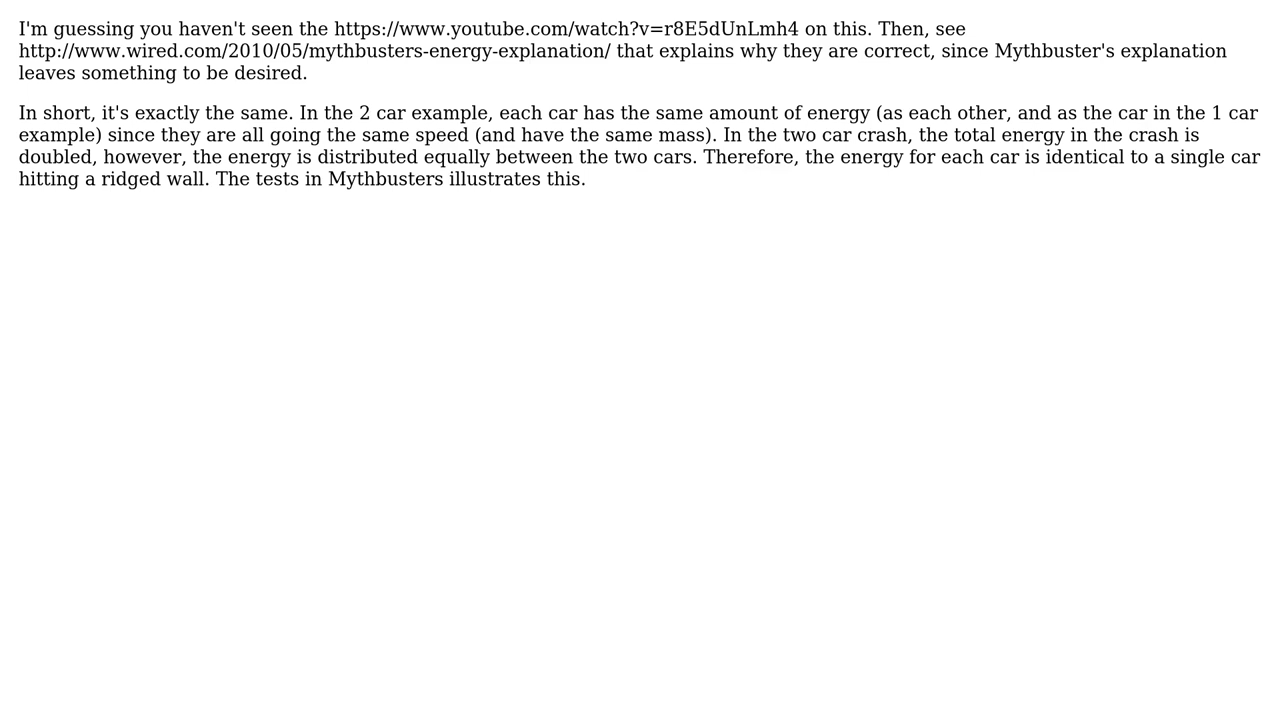 I'm guessing you haven't seen the https://www.youtube.com/watch?v=r8E5dUnLmh4 on this. Then, see
http://www.wired.com/2010/05/mythbusters-energy-explanation/ that explains why they are correct, since Mythbuster's explanation
leaves something to be desired.
In short, it's exactly the same. In the 2 car example, each car has the same amount of energy (as each other, and as the car in the 1 car
example) since they are all going the same speed (and have the same mass). In the two car crash, the total energy in the crash is
doubled, however, the energy is distributed equally between the two cars. Therefore, the energy for each car is identical to a single car
hitting a ridged wall. The tests in Mythbusters illustrates this.